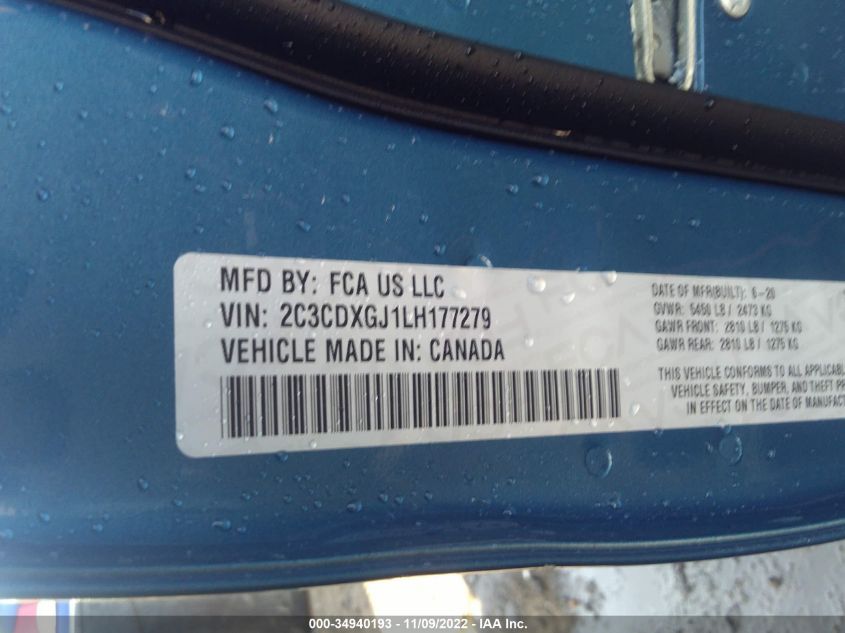 MFD BY: FCA US LLC
VIN: 2C3CDXGJ1LH177279
VEHICLE MADE IN: CANADA
DATE OF MFR(BUILT): 6-20
GVWR: 5450 LB / 2473 KG
GAWR FRONT: 2810 LB / 1275 KG
GAWR REAR: 2810 LB / 1275 KG
THIS VEHICLE CONFORMS TO ALL APPLICABL
VEHICLE SAFETY, BUMPER, AND THEFT PR
IN EFFECT ON THE DATE OF MANUFACT
000-34940193 - 11/09/2022 - IAA Inc.